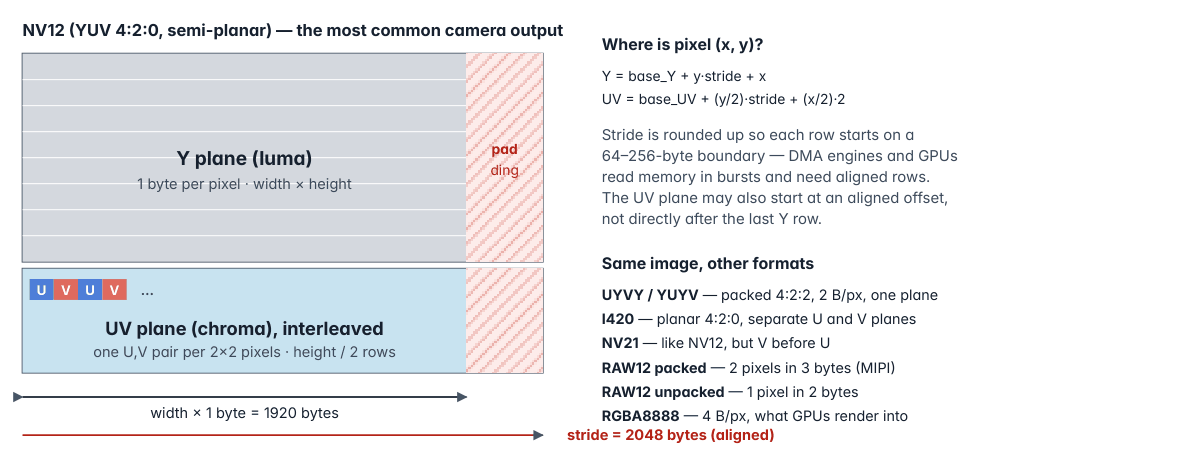 NV12 (YUV 4:2:0, semi-planar) — the most common camera output
Y plane (luma)
1 byte per pixel · width × height
pad
ding
U V U V ...
UV plane (chroma), interleaved
one U,V pair per 2×2 pixels · height / 2 rows
width × 1 byte = 1920 bytes
stride = 2048 bytes (aligned)
Where is pixel (x, y)?
Y = base_Y + y·stride + x
UV = base_UV + (y/2)·stride + (x/2)·2
Stride is rounded up so each row starts on a
64–256-byte boundary — DMA engines and GPUs
read memory in bursts and need aligned rows.
The UV plane may also start at an aligned offset,
not directly after the last Y row.
Same image, other formats
UYVY / YUYV — packed 4:2:2, 2 B/px, one plane
I420 — planar 4:2:0, separate U and V planes
NV21 — like NV12, but V before U
RAW12 packed — 2 pixels in 3 bytes (MIPI)
RAW12 unpacked — 1 pixel in 2 bytes
RGBA8888 — 4 B/px, what GPUs render into